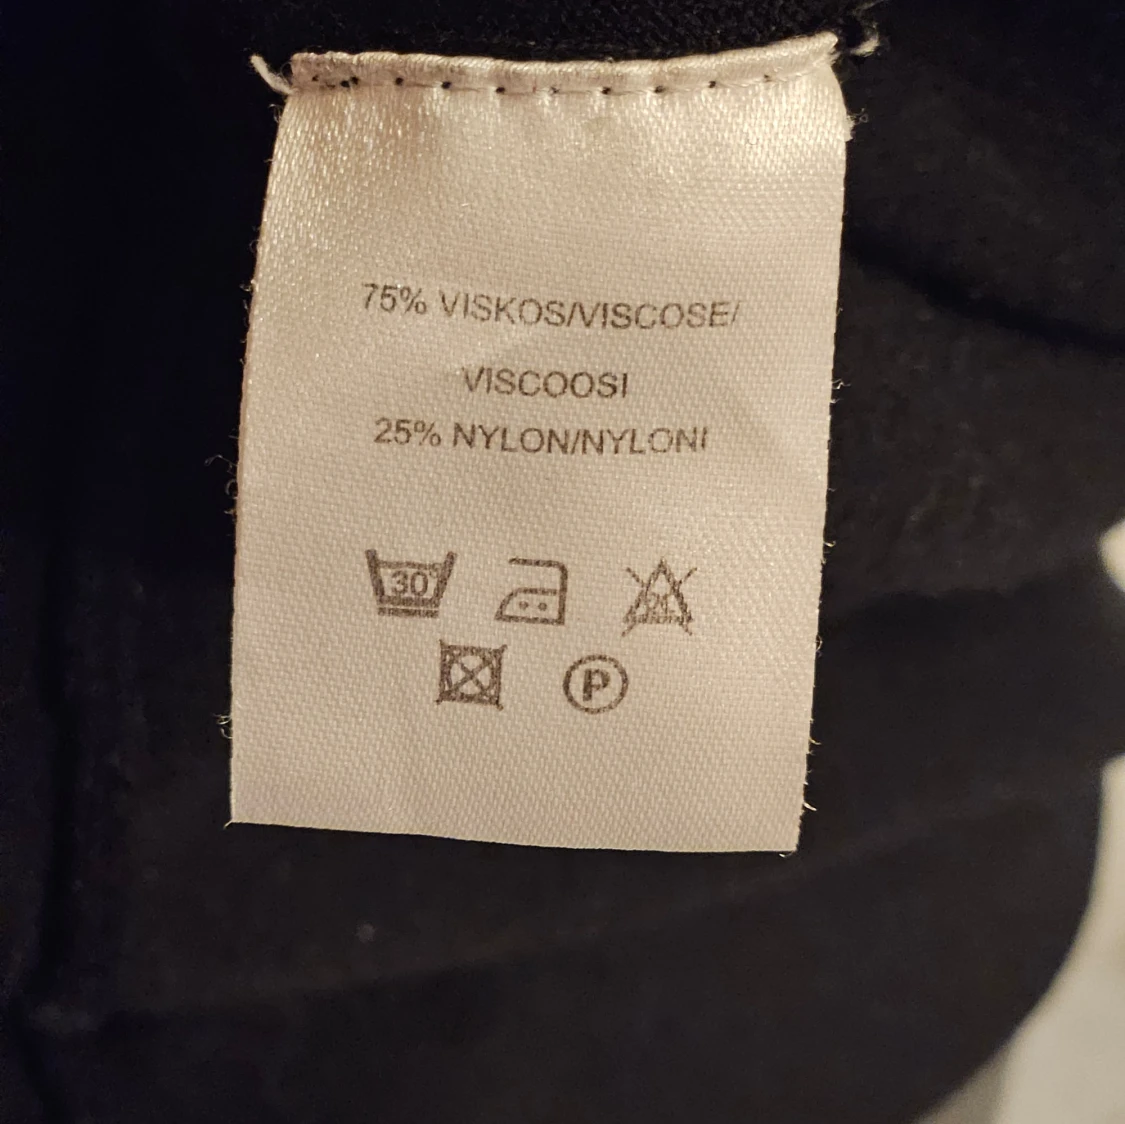 75% VISKOS/VISCOSE/
VISCOOSI
25% NYLON/NYLONI
30
P